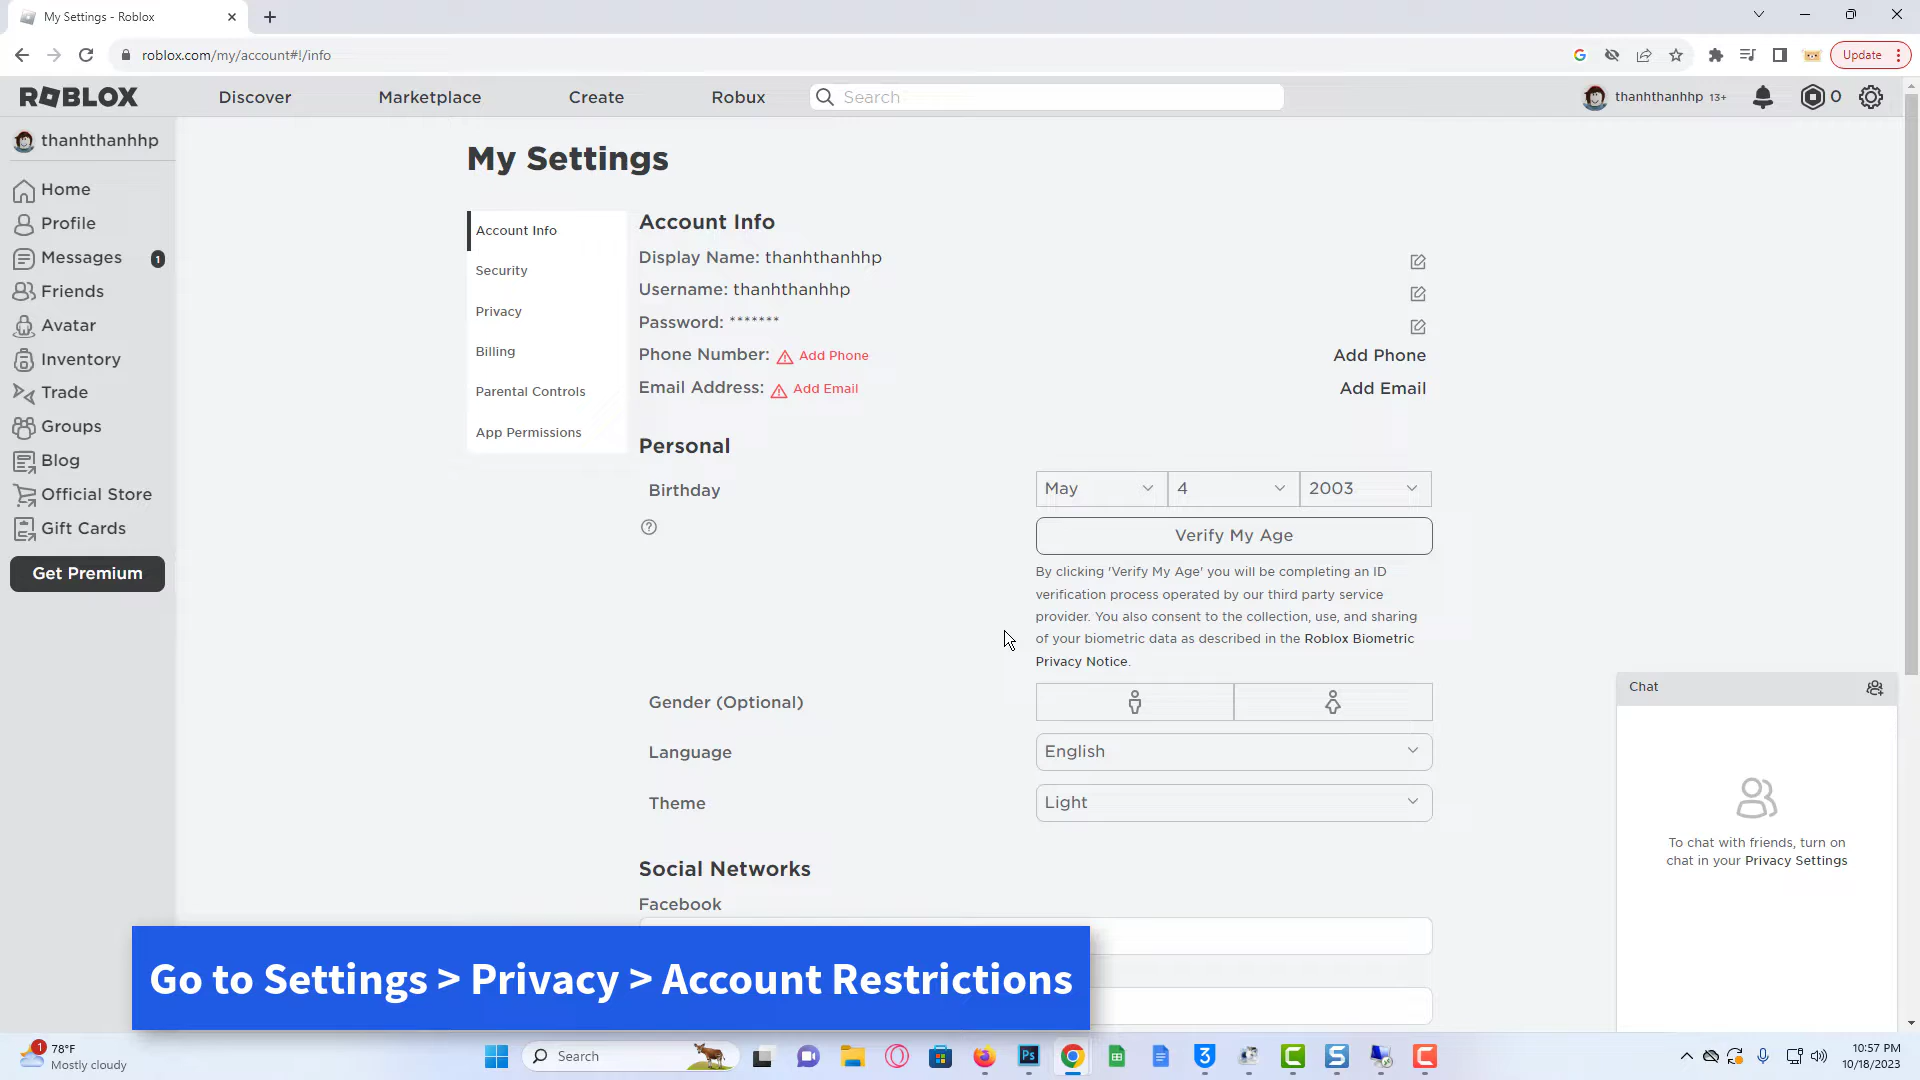 My Settings - Roblox
roblox.com/my/account#!/info
Update
ROBLOX
Discover
Marketplace
Create
Robux
Search
thanhthanhhp 13+
0
thanhthanhhp
Home
Profile
Messages 1
Friends
Avatar
Inventory
Trade
Groups
Blog
Official Store
Gift Cards
Get Premium
My Settings
Account Info
Security
Privacy
Billing
Parental Controls
App Permissions
Account Info
Display Name: thanhthanhhp
Username: thanhthanhhp
Password: *******
Phone Number: Add Phone Add Phone
Email Address: Add Email Add Email
Personal
Birthday May 4 2003
Verify My Age
By clicking 'Verify My Age' you will be completing an ID
verification process operated by our third party service
provider. You also consent to the collection, use, and sharing
of your biometric data as described in the Roblox Biometric
Privacy Notice.
Gender (Optional)
Language English
Theme Light
Social Networks
Facebook
Chat
To chat with friends, turn on
chat in your Privacy Settings
Go to Settings > Privacy > Account Restrictions
1
78°F
Mostly cloudy
Search
Ps
3
C
S
C
10:57 PM
10/18/2023